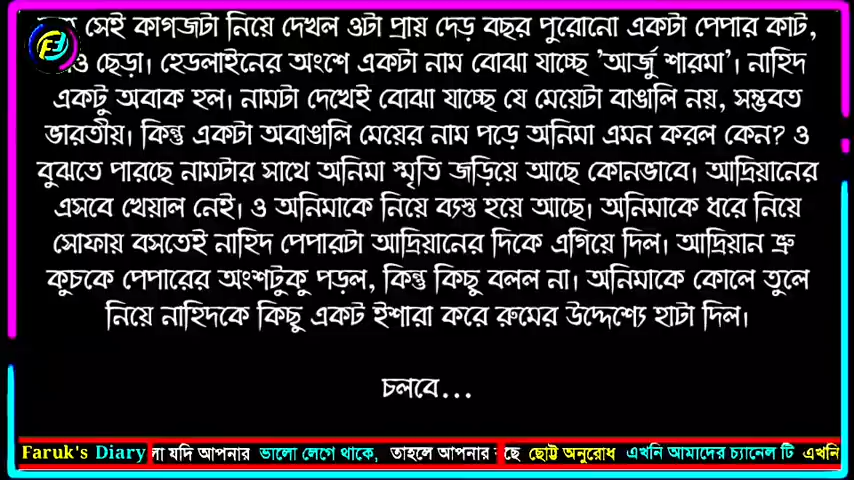 সেই কাগজটা নিয়ে দেখল ওটা প্রায় দেড় বছর পুরোনো একটা পেপার কাট,
ছেড়া। হেডলাইনের অংশে একটা নাম বোঝা যাচ্ছে 'আর্জু শারমা'। নাহিদ
একটু অবাক হল। নামটা দেখেই বোঝা যাচ্ছে যে মেয়েটা বাঙালি নয়, সম্ভবত
ভারতীয়। কিন্তু একটা অবাঙালি মেয়ের নাম পড়ে অনিমা এমন করল কেন? ও
বুঝতে পারছে নামটার সাথে অনিমা স্মৃতি জড়িয়ে আছে কোনভাবে। আদ্রিয়ানের
এসবে খেয়াল নেই। ও অনিমাকে নিয়ে ব্যস্ত হয়ে আছে। অনিমাকে ধরে নিয়ে
সোফায় বসতেই নাহিদ পেপারটা আদ্রিয়ানের দিকে এগিয়ে দিল। আদ্রিয়ান ভ্রু
কুচকে পেপারের অংশটুকু পড়ল, কিন্তু কিছু বলল না। অনিমাকে কোলে তুলে
নিয়ে নাহিদকে কিছু একট ইশারা করে রুমের উদ্দেশ্যে হাটা দিল।
চলবে...
Faruk's Diary যদি আপনার ভালো লেগে থাকে, তাহলে আপনার ছোট্ট অনুরোধ এখনি আমাদের চ্যানেল টি এখনি